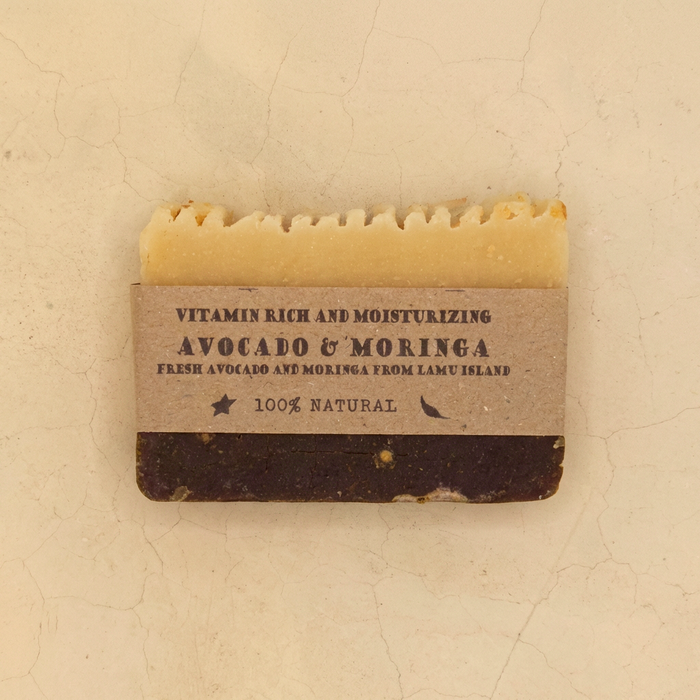 VITAMIN RICH AND MOISTURIZING
AVOCADO & MORINGA
FRESH AVOCADO AND MORINGA FROM LAMU ISLAND
100% NATURAL